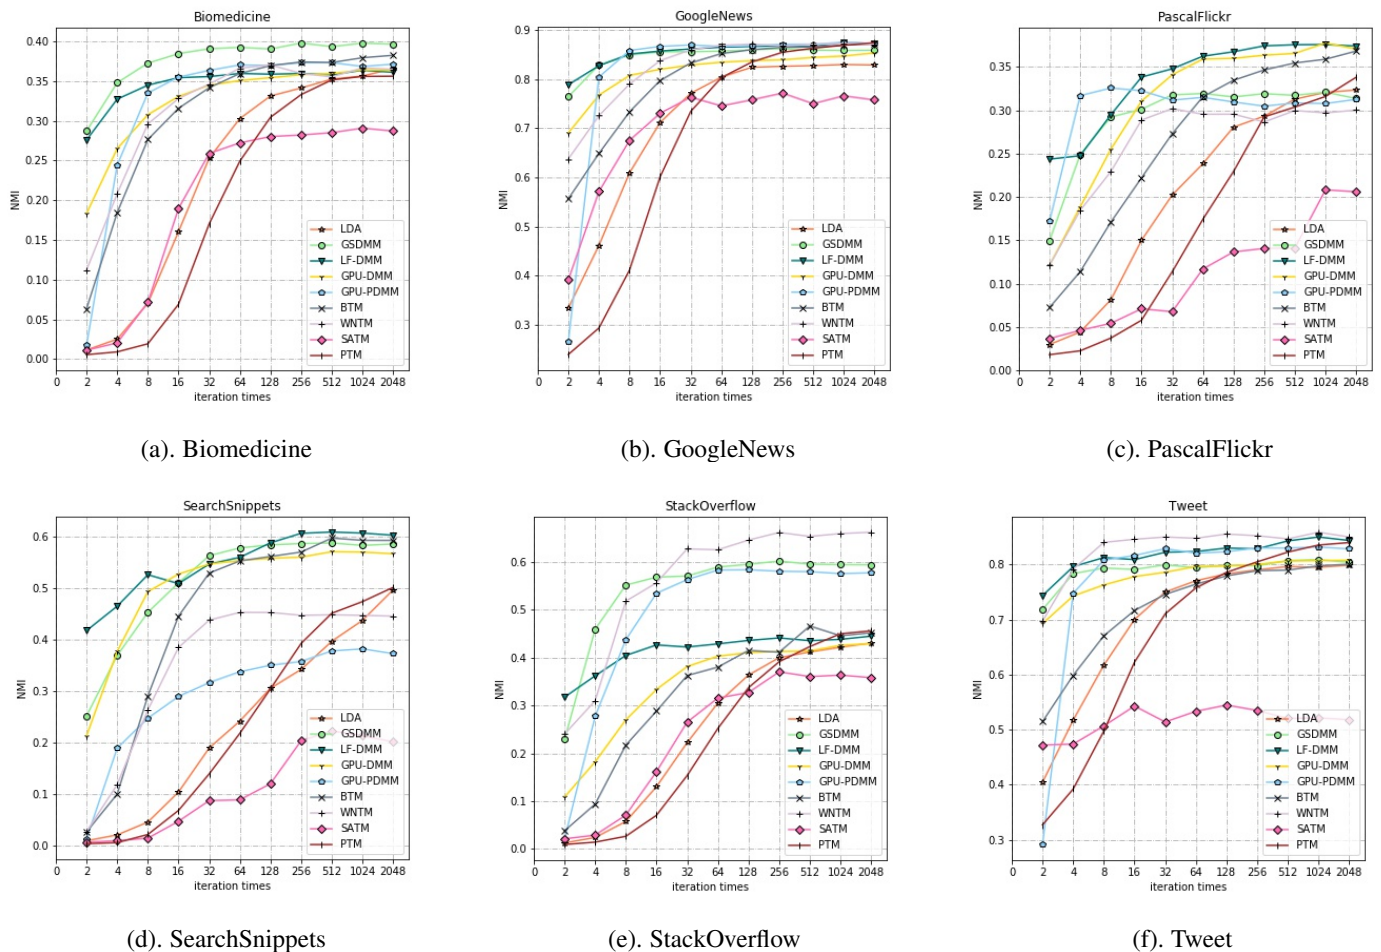 Biomedicine
0.40
0.35
0.30
0.25
0.20
0.15
0.10
0.05
0.00
NMI
LDA
GSDMM
LF-DMM
GPU-DMM
GPU-PDMM
BTM
WNTM
SATM
PTM
0 2 4 8 16 32 64 128 256 512 1024 2048
iteration times
(a). Biomedicine
GoogleNews
0.9
0.8
0.7
0.6
0.5
0.4
0.3
NMI
LDA
GSDMM
LF-DMM
GPU-DMM
GPU-PDMM
BTM
WNTM
SATM
PTM
0 2 4 8 16 32 64 128 256 512 1024 2048
iteration times
(b). GoogleNews
PascalFlickr
0.35
0.30
0.25
0.20
0.15
0.10
0.05
0.00
NMI
LDA
GSDMM
LF-DMM
GPU-DMM
GPU-PDMM
BTM
WNTM
SATM
PTM
0 2 4 8 16 32 64 128 256 512 1024 2048
iteration times
(c). PascalFlickr
SearchSnippets
0.6
0.5
0.4
0.3
0.2
0.1
0.0
NMI
LDA
GSDMM
LF-DMM
GPU-DMM
GPU-PDMM
BTM
WNTM
SATM
PTM
0 2 4 8 16 32 64 128 256 512 1024 2048
iteration times
(d). SearchSnippets
StackOverflow
0.6
0.5
0.4
0.3
0.2
0.1
0.0
NMI
LDA
GSDMM
LF-DMM
GPU-DMM
GPU-PDMM
BTM
WNTM
SATM
PTM
0 2 4 8 16 32 64 128 256 512 1024 2048
iteration times
(e). StackOverflow
Tweet
0.8
0.7
0.6
0.5
0.4
0.3
NMI
LDA
GSDMM
LF-DMM
GPU-DMM
GPU-PDMM
BTM
WNTM
SATM
PTM
0 2 4 8 16 32 64 128 256 512 1024 2048
iteration times
(f). Tweet